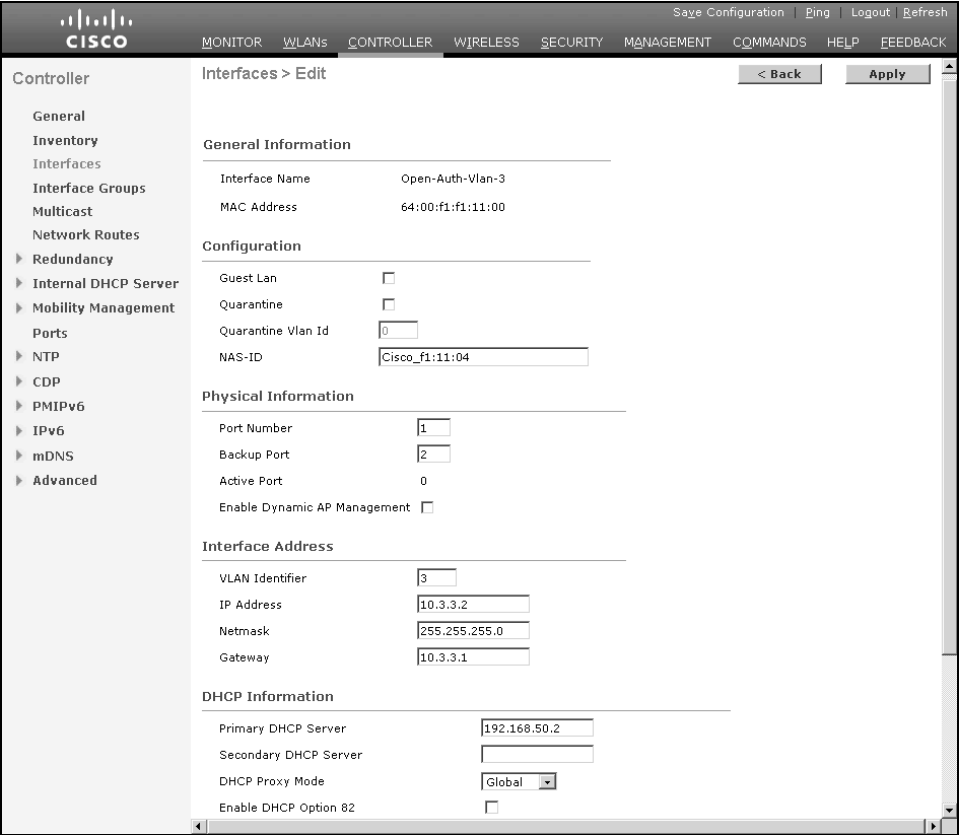 Save Configuration | Ping | Logout | Refresh
CISCO
MONITOR WLANs CONTROLLER WIRELESS SECURITY MANAGEMENT COMMANDS HELP FEEDBACK
Controller
General
Inventory
Interfaces
Interface Groups
Multicast
Network Routes
Redundancy
Internal DHCP Server
Mobility Management
Ports
NTP
CDP
PMIPv6
IPv6
mDNS
Advanced
Interfaces > Edit
< Back
Apply
General Information
Interface Name Open-Auth-Vlan-3
MAC Address 64:00:f1:f1:11:00
Configuration
Guest Lan
Quarantine
Quarantine Vlan Id 0
NAS-ID Cisco_f1:11:04
Physical Information
Port Number 1
Backup Port 2
Active Port 0
Enable Dynamic AP Management
Interface Address
VLAN Identifier 3
IP Address 10.3.3.2
Netmask 255.255.255.0
Gateway 10.3.3.1
DHCP Information
Primary DHCP Server 192.168.50.2
Secondary DHCP Server
DHCP Proxy Mode Global
Enable DHCP Option 82